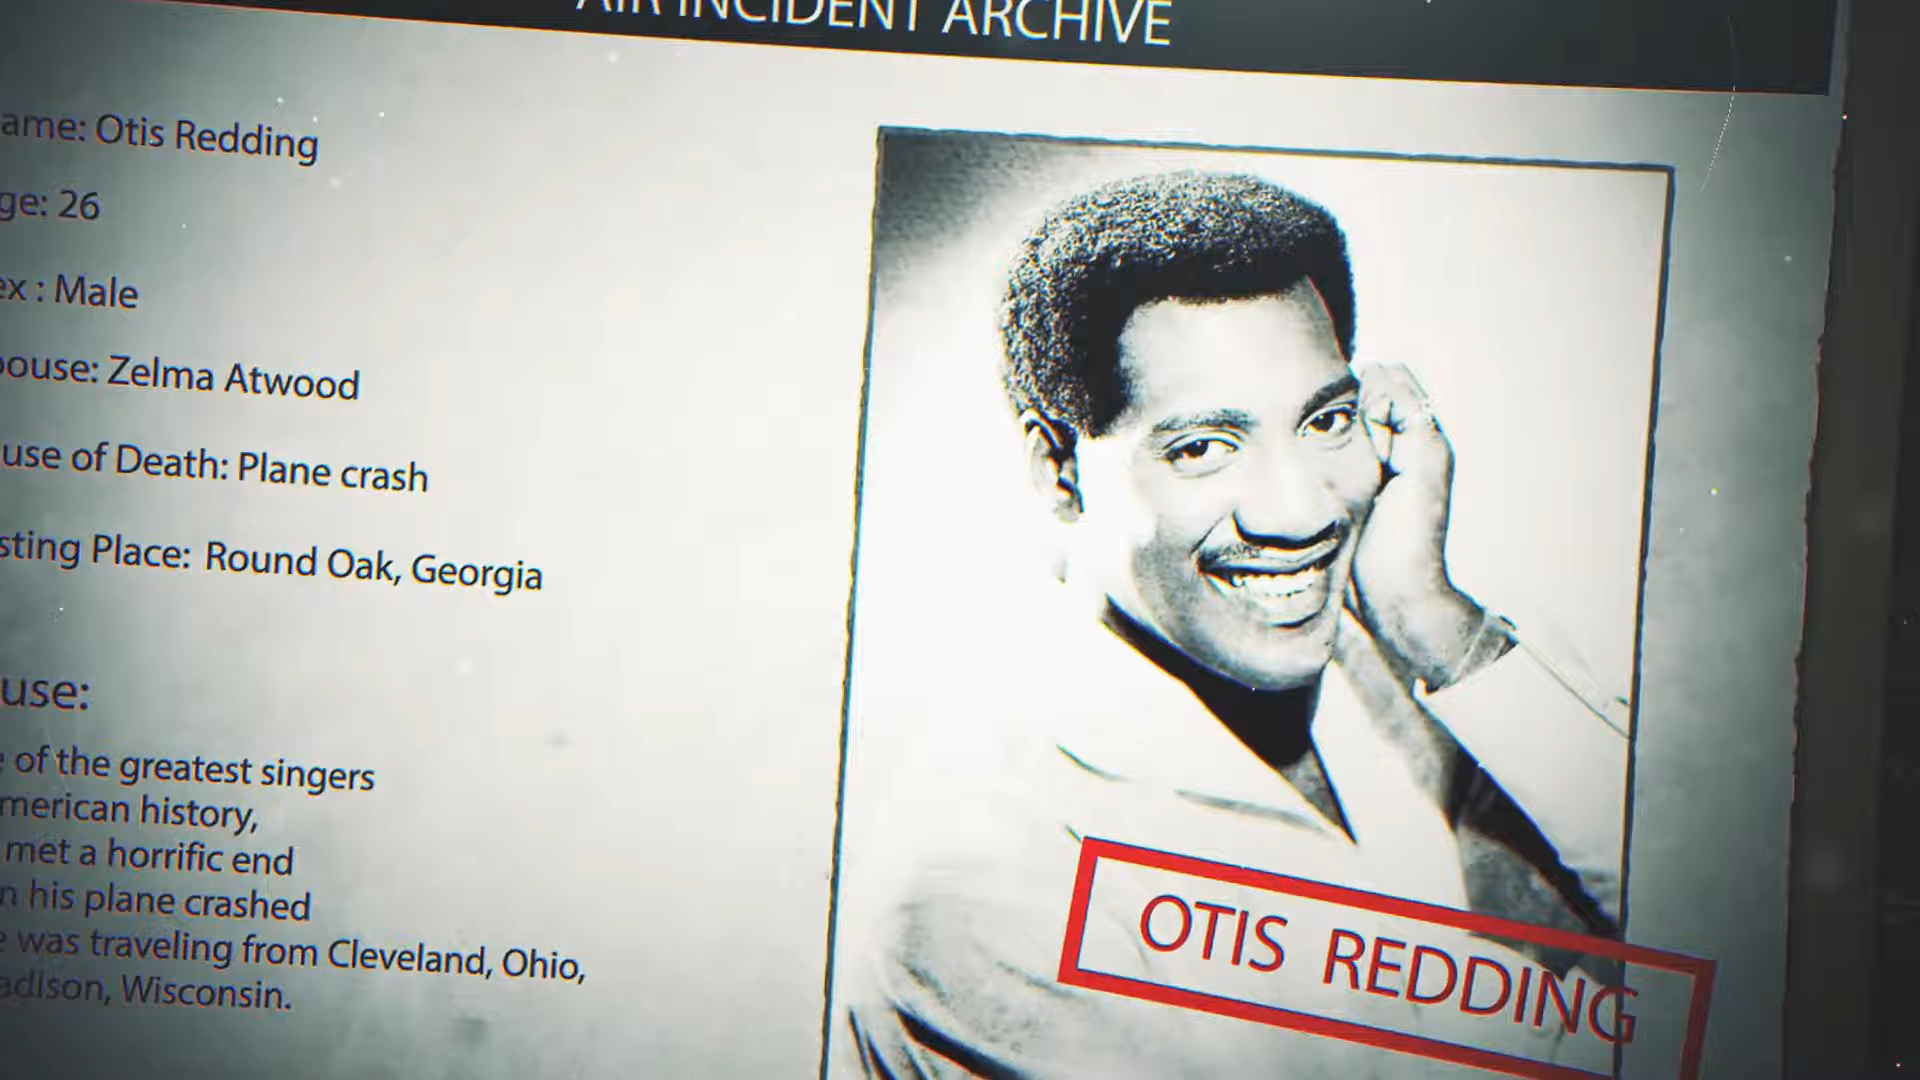 AIR INCIDENT ARCHIVE
ame: Otis Redding
ge: 26
ex : Male
pouse: Zelma Atwood
use of Death: Plane crash
sting Place: Round Oak, Georgia
use:
e of the greatest singers
merican history,
met a horrific end
n his plane crashed
e was traveling from Cleveland, Ohio,
adison, Wisconsin.
OTIS REDDING